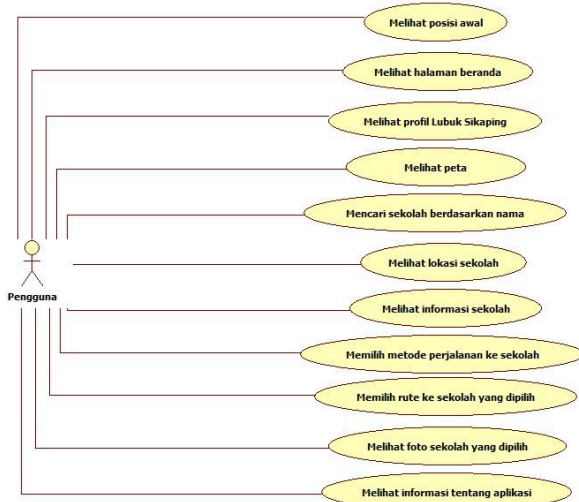 Melihat posisi awal
Melihat halaman beranda
Melihat profil Lubuk Sikaping
Melihat peta
Mencari sekolah berdasarkan nama
Melihat lokasi sekolah
Pengguna
Melihat informasi sekolah
Memilih metode perjalanan ke sekolah
Memilih rute ke sekolah yang dipilih
Melihat foto sekolah yang dipilih
Melihat informasi tentang aplikasi